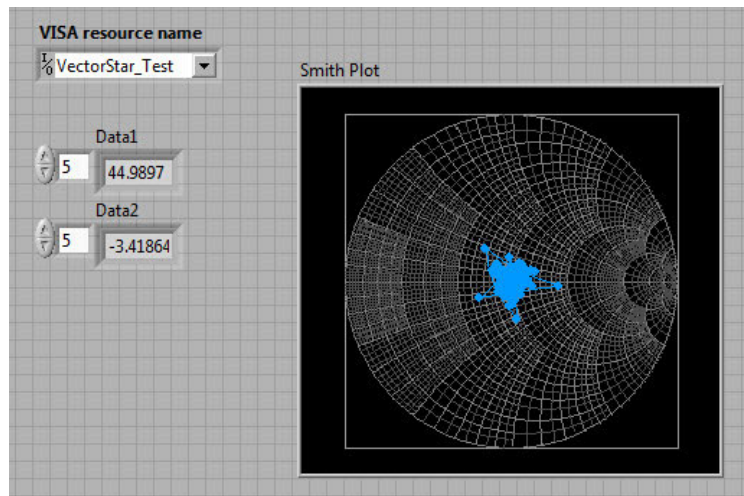 VISA resource name
I/O VectorStar_Test
Smith Plot
Data1
5 44.9897
Data2
5 -3.41864